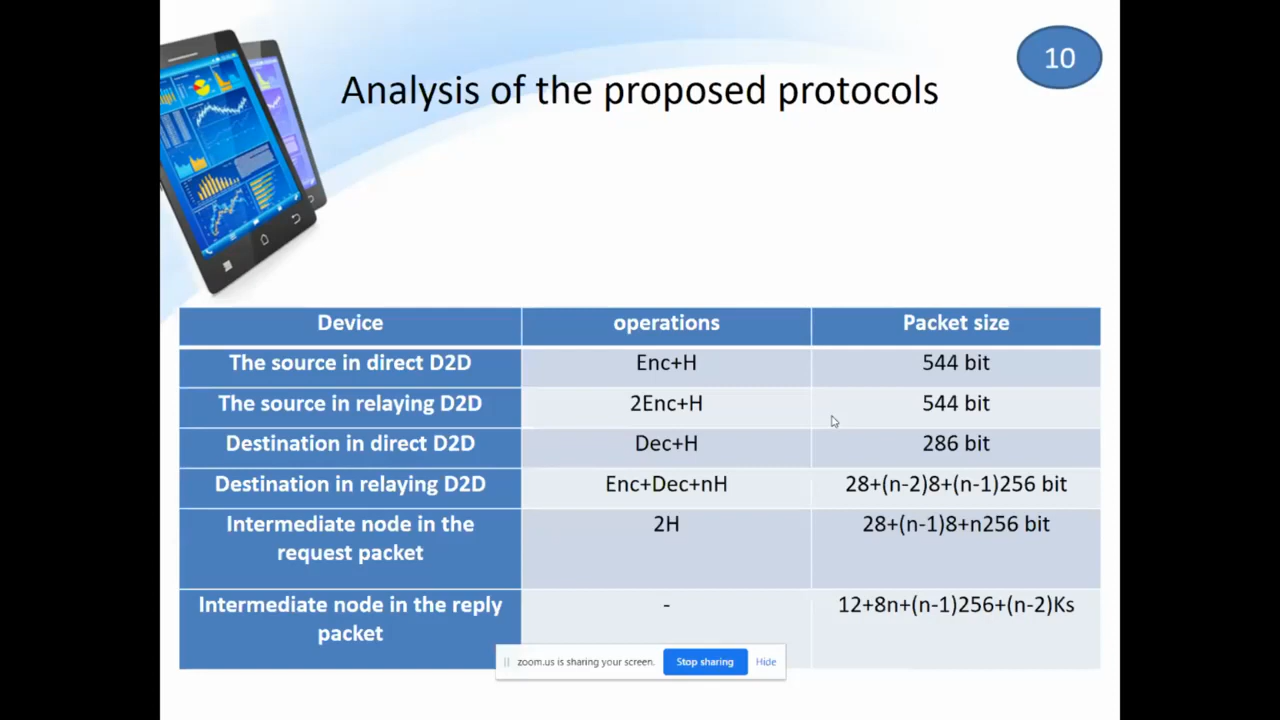 10
Analysis of the proposed protocols
Device operations Packet size
The source in direct D2D Enc+H 544 bit
The source in relaying D2D 2Enc+H 544 bit
Destination in direct D2D Dec+H 286 bit
Destination in relaying D2D Enc+Dec+nH 28+(n-2)8+(n-1)256 bit
Intermediate node in the 2H 28+(n-1)8+n256 bit
request packet
Intermediate node in the reply - 12+8n+(n-1)256+(n-2)Ks
packet
zoom.us is sharing your screen. Stop sharing Hide